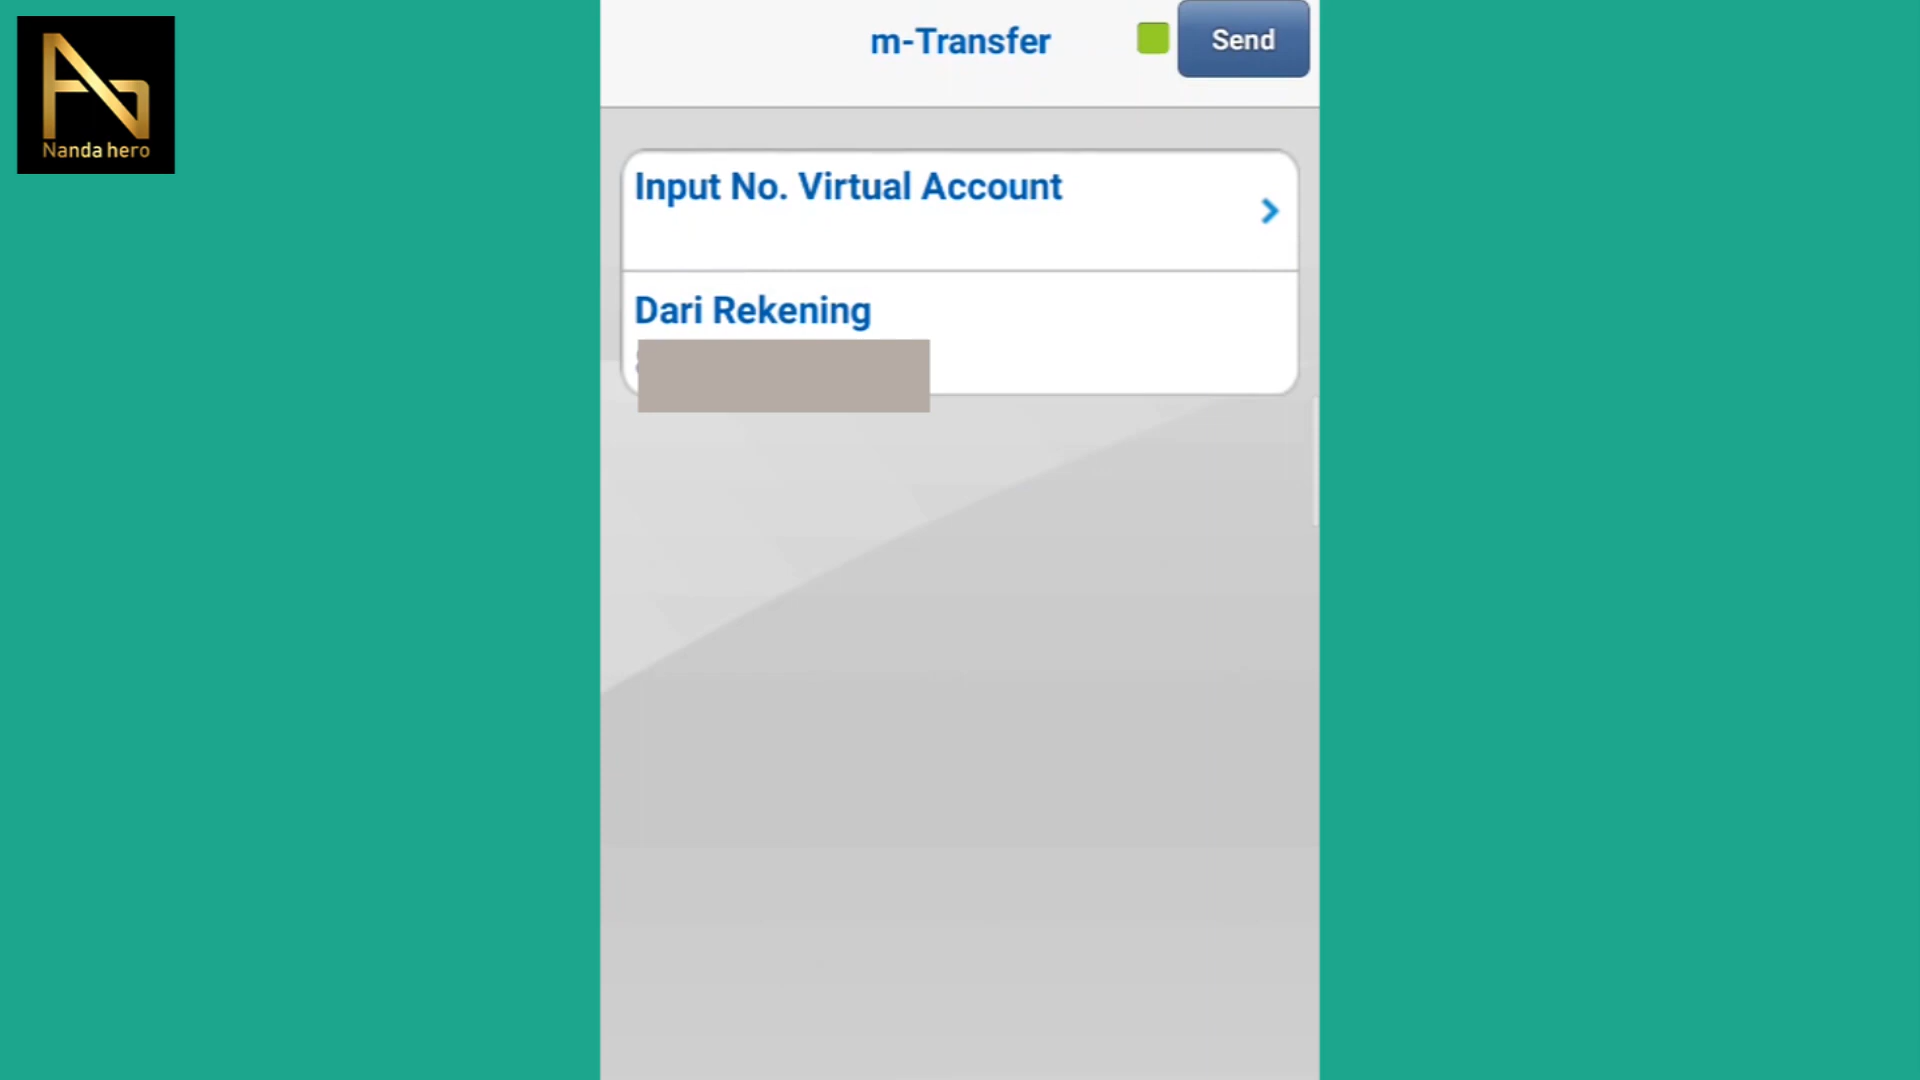 Nanda hero
m-Transfer
Send
Input No. Virtual Account
Dari Rekening